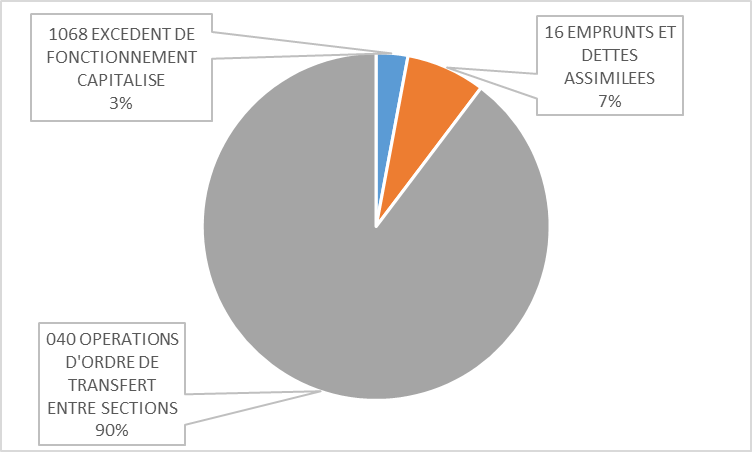 1068 EXCEDENT DE
FONCTIONNEMENT
CAPITALISE
3%
16 EMPRUNTS ET
DETTES
ASSIMILEES
7%
040 OPERATIONS
D'ORDRE DE
TRANSFERT
ENTRE SECTIONS
90%